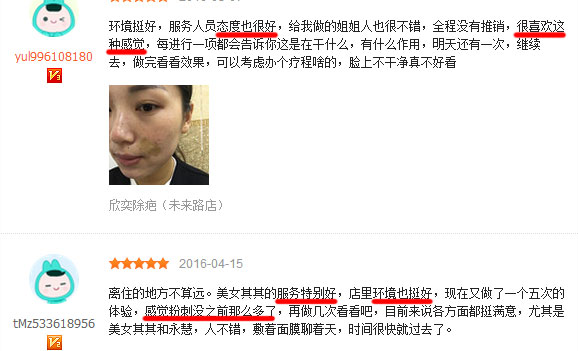 环境挺好，服务人员态度也很好，给我做的姐姐人也很不错，全程没有推销，很喜欢这
种感觉，每进行一项都会告诉你这是在干什么，有什么作用，明天还有一次，继续
去，做完看看效果，可以考虑办个疗程啥的，脸上不干净真不好看
yul996108180
V3
欣奕除疤（未来路店）
2016-04-15
离住的地方不算远。美女其其的服务特别好，店里环境也挺好，现在又做了一个五次的
体验，感觉粉刺没之前那么多了，再做几次看看吧，目前来说各方面都挺满意，尤其是
美女其其和永慧，人不错，敷着面膜聊着天，时间很快就过去了。
tMz533618956
V2